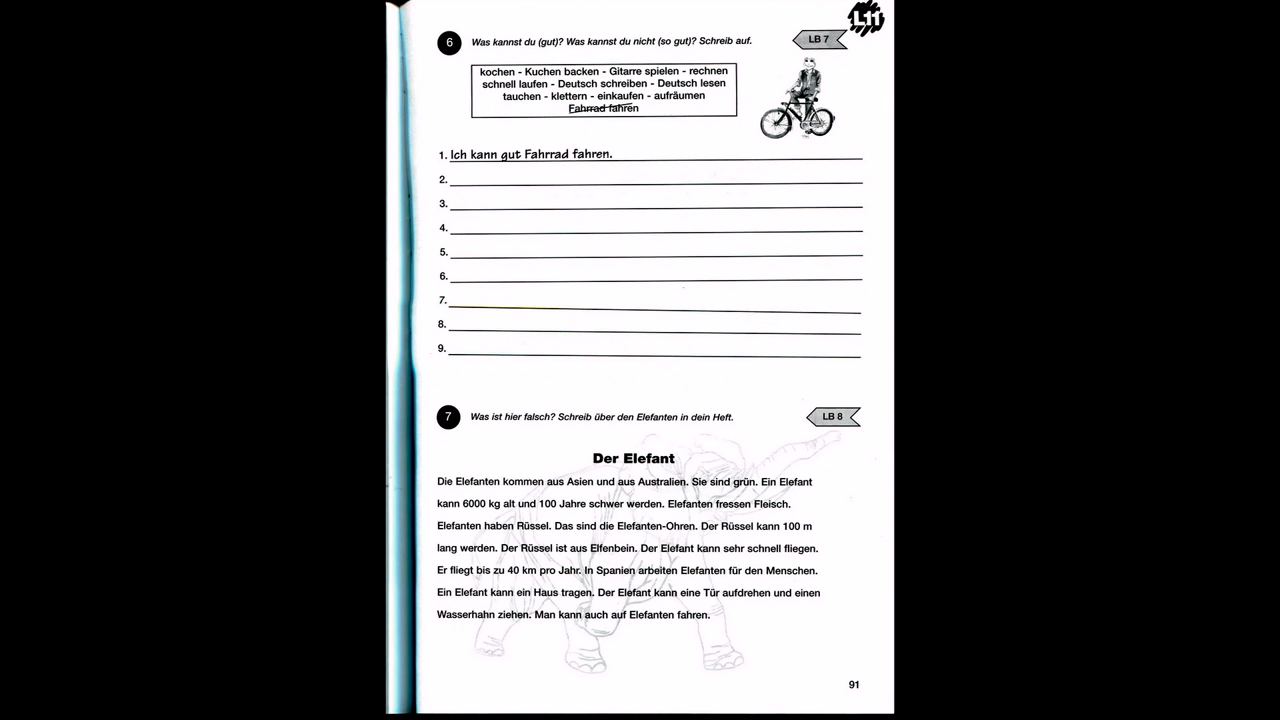 L11
6 Was kannst du (gut)? Was kannst du nicht (so gut)? Schreib auf. LB 7
kochen - Kuchen backen - Gitarre spielen - rechnen
schnell laufen - Deutsch schreiben - Deutsch lesen
tauchen - klettern - einkaufen - aufräumen
Fahrrad fahren
1. Ich kann gut Fahrrad fahren.
2.
3.
4.
5.
6.
7.
8.
9.
7 Was ist hier falsch? Schreib über den Elefanten in dein Heft. LB 8
Der Elefant
Die Elefanten kommen aus Asien und aus Australien. Sie sind grün. Ein Elefant
kann 6000 kg alt und 100 Jahre schwer werden. Elefanten fressen Fleisch.
Elefanten haben Rüssel. Das sind die Elefanten-Ohren. Der Rüssel kann 100 m
lang werden. Der Rüssel ist aus Elfenbein. Der Elefant kann sehr schnell fliegen.
Er fliegt bis zu 40 km pro Jahr. In Spanien arbeiten Elefanten für den Menschen.
Ein Elefant kann ein Haus tragen. Der Elefant kann eine Tür aufdrehen und einen
Wasserhahn ziehen. Man kann auch auf Elefanten fahren.
91